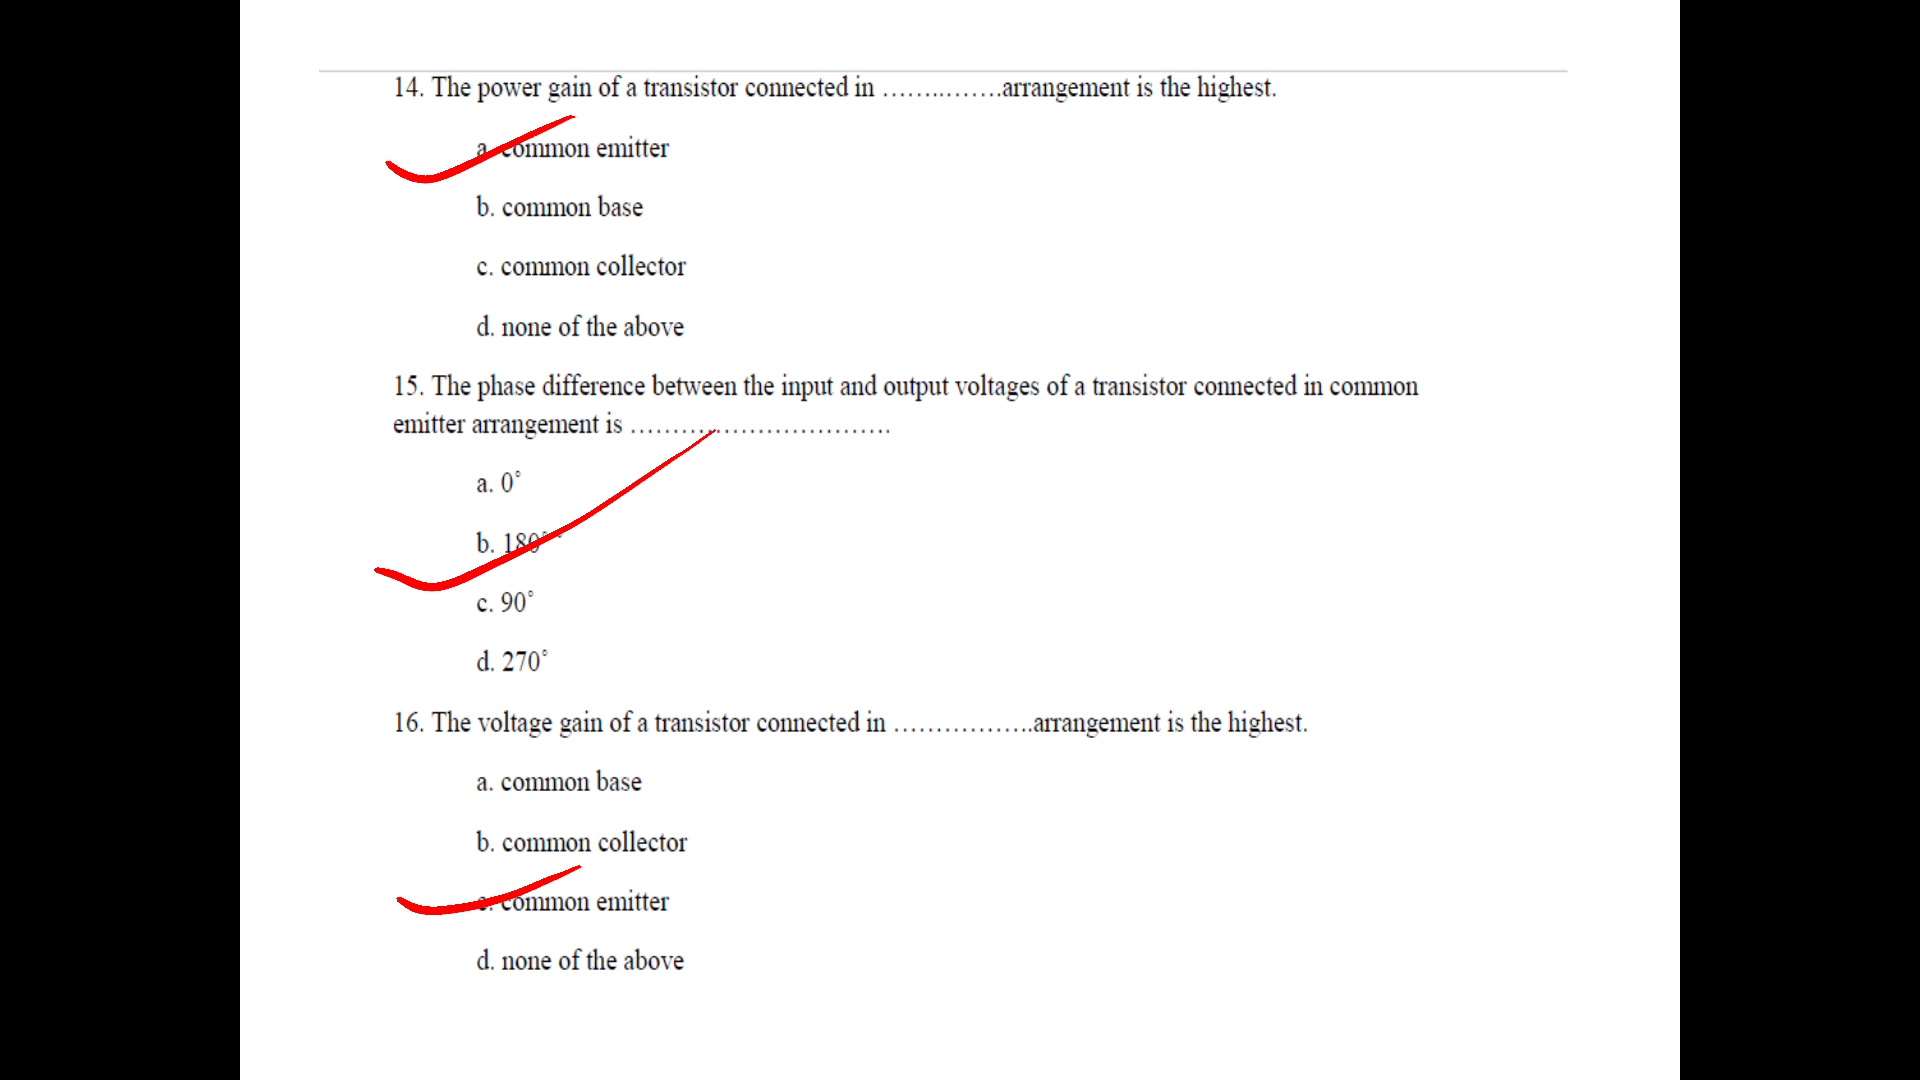 14. The power gain of a transistor connected in …………….arrangement is the highest.
a. common emitter
b. common base
c. common collector
d. none of the above
15. The phase difference between the input and output voltages of a transistor connected in common
emitter arrangement is ………………………….
a. 0˚
b. 180˚
c. 90˚
d. 270˚
16. The voltage gain of a transistor connected in ……………..arrangement is the highest.
a. common base
b. common collector
c. common emitter
d. none of the above